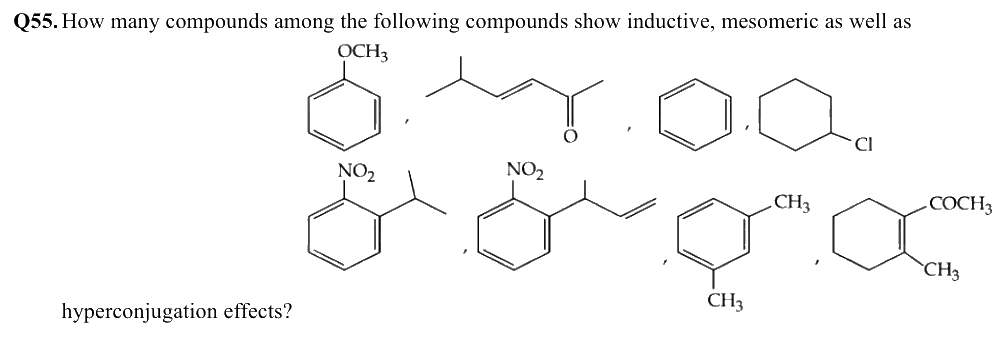 Q55. How many compounds among the following compounds show inductive, mesomeric as well as
OCH3
O
Cl
NO2
NO2
CH3
COCH3
CH3
CH3
hyperconjugation effects?